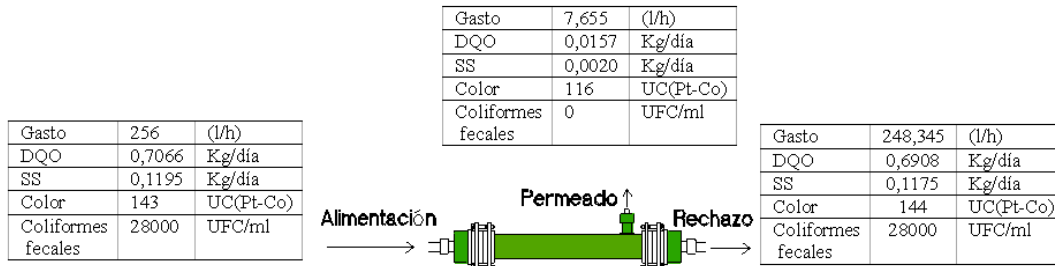 Gasto 7,655 (l/h)
DQO 0,0157 Kg/día
SS 0,0020 Kg/día
Color 116 UC(Pt-Co)
Coliformes 0 UFC/ml
fecales
Gasto 256 (l/h)
DQO 0,7066 Kg/día
SS 0,1195 Kg/día
Color 143 UC(Pt-Co)
Coliformes 28000 UFC/ml
fecales
Gasto 248,345 (l/h)
DQO 0,6908 Kg/día
SS 0,1175 Kg/día
Color 144 UC(Pt-Co)
Coliformes 28000 UFC/ml
fecales
Alimentación
Permeado
Rechazo